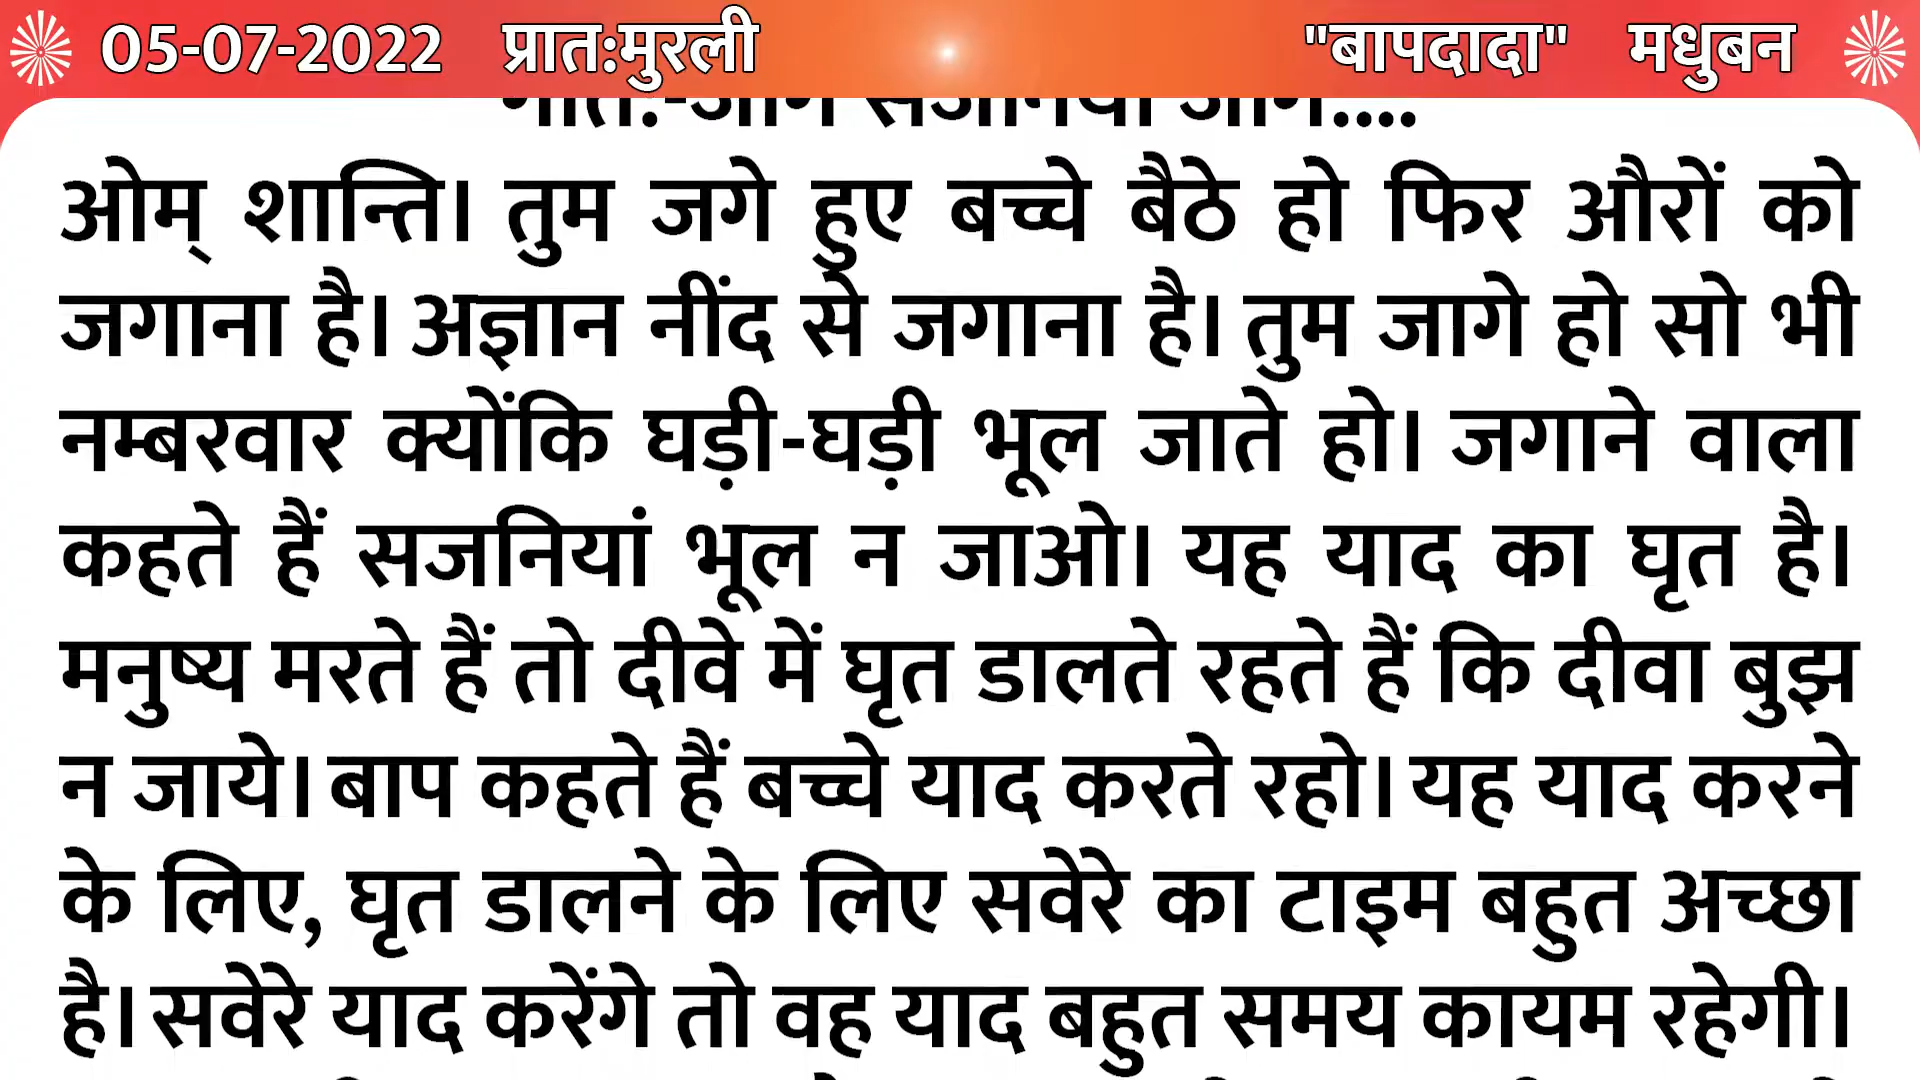 05-07-2022 प्रात:मुरली "बापदादा" मधुबन
गीत:-जाग सजनियां जाग....
ओम् शान्ति। तुम जगे हुए बच्चे बैठे हो फिर औरों को
जगाना है। अज्ञान नींद से जगाना है। तुम जागे हो सो भी
नम्बरवार क्योंकि घड़ी-घड़ी भूल जाते हो। जगाने वाला
कहते हैं सजनियां भूल न जाओ। यह याद का घृत है।
मनुष्य मरते हैं तो दीवे में घृत डालते रहते हैं कि दीवा बुझ
न जाये। बाप कहते हैं बच्चे याद करते रहो। यह याद करने
के लिए, घृत डालने के लिए सवेरे का टाइम बहुत अच्छा
है। सवेरे याद करेंगे तो वह याद बहुत समय कायम रहेगी।